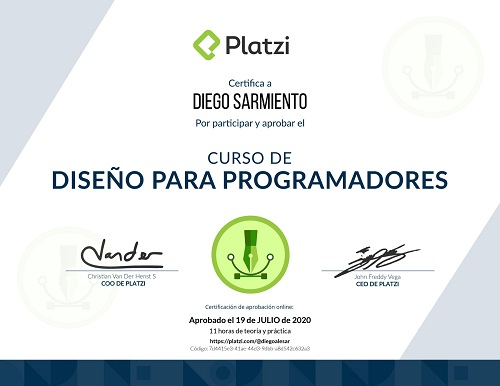 Platzi
Certifica a
DIEGO SARMIENTO
Por participar y aprobar el
CURSO DE
DISEÑO PARA PROGRAMADORES
Christian Van Der Henst S.
COO DE PLATZI
John Freddy Vega
CEO DE PLATZI
Certificación de aprobación online:
Aprobado el 19 de JULIO de 2020
11 horas de teoría y práctica
https://platzi.com/@diegoalesar
Código: